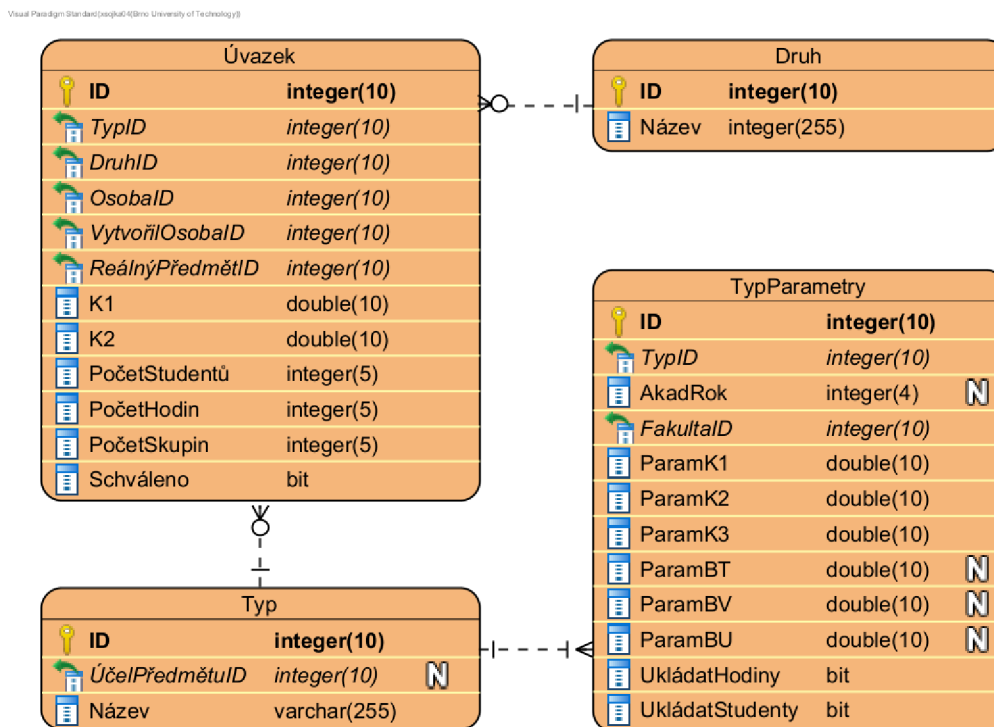 Visual Paradigm Standard(xsojka04(Brno University of Technology))
Úvazek
ID integer(10)
TypID integer(10)
DruhID integer(10)
OsobaID integer(10)
VytvořilOsobaID integer(10)
ReálnýPředmětID integer(10)
K1 double(10)
K2 double(10)
PočetStudentů integer(5)
PočetHodin integer(5)
PočetSkupin integer(5)
Schváleno bit
Druh
ID integer(10)
Název integer(255)
TypParametry
ID integer(10)
TypID integer(10)
AkadRok integer(4) N
FakultaID integer(10)
ParamK1 double(10)
ParamK2 double(10)
ParamK3 double(10)
ParamBT double(10) N
ParamBV double(10) N
ParamBU double(10) N
UkládatHodiny bit
UkládatStudenty bit
Typ
ID integer(10)
ÚčelPředmětuID integer(10) N
Název varchar(255)